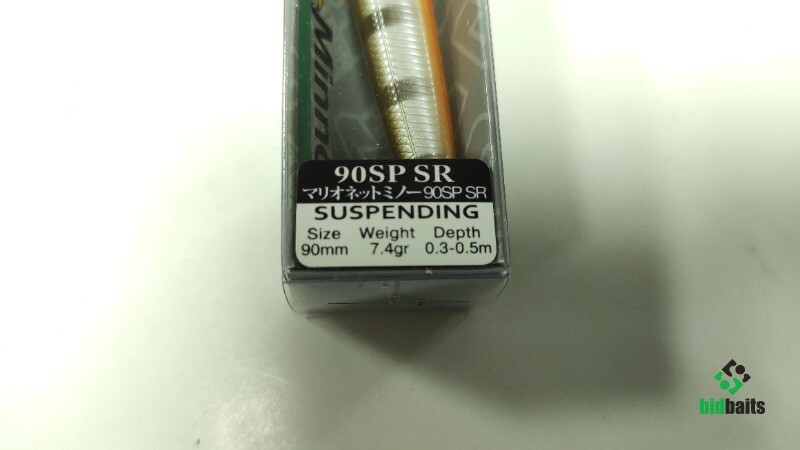 90SP SR
マリオネットミノー90SP SR
SUSPENDING
Size Weight Depth
90mm 7.4gr 0.3-0.5m
bidbaits